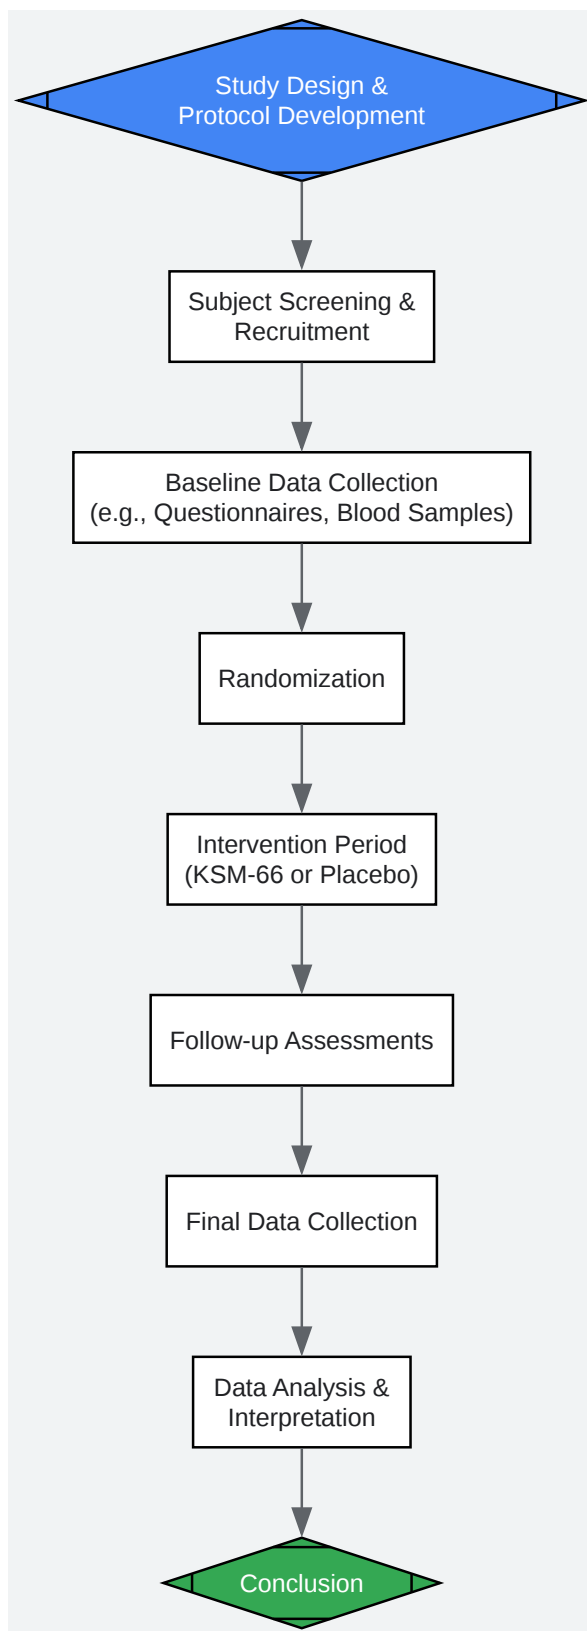 Study Design &
Protocol Development
Subject Screening &
Recruitment
Baseline Data Collection
(e.g., Questionnaires, Blood Samples)
Randomization
Intervention Period
(KSM-66 or Placebo)
Follow-up Assessments
Final Data Collection
Data Analysis &
Interpretation
Conclusion